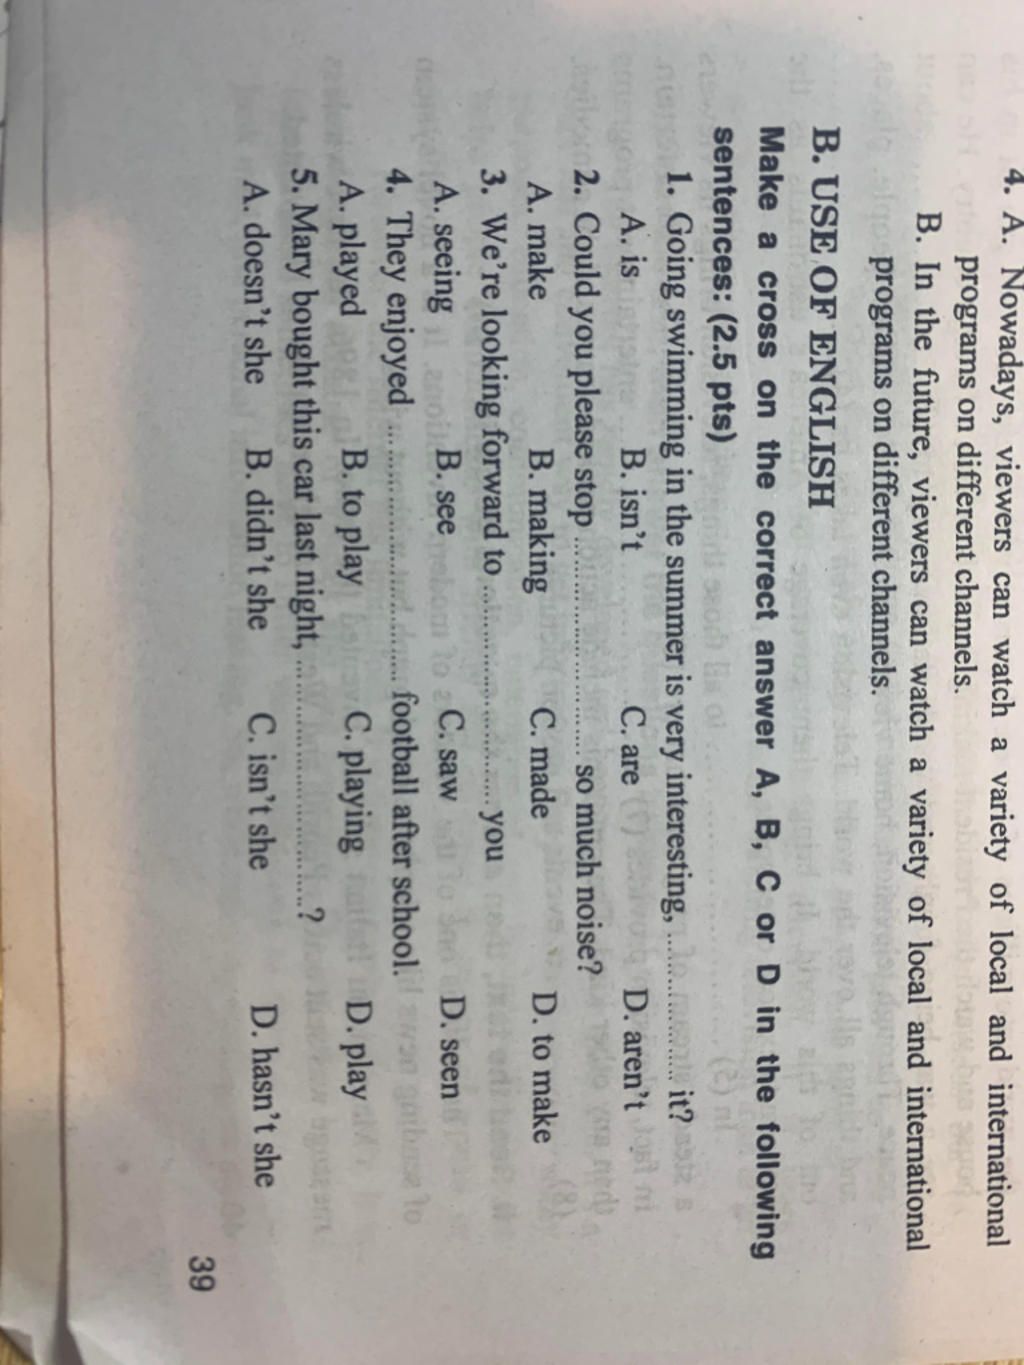 4. A. Nowadays, viewers can watch a variety of local and international
programs on different channels.
B. In the future, viewers can watch a variety of local and international
programs on different channels.
B. USE OF ENGLISH
Make a cross on the correct answer A, B, C or D in the following
sentences: (2.5 pts)
1. Going swimming in the summer is very interesting, .................... it?
A. is B. isn't C. are D. aren't
2. Could you please stop .............................. so much noise?
A. make B. making C. made D. to make
3. We're looking forward to .............................. you
A. seeing B. see C. saw D. seen
4. They enjoyed .................................. football after school.
A. played B. to play C. playing D. play
5. Mary bought this car last night, ..............................?
A. doesn't she B. didn't she C. isn't she D. hasn't she
39